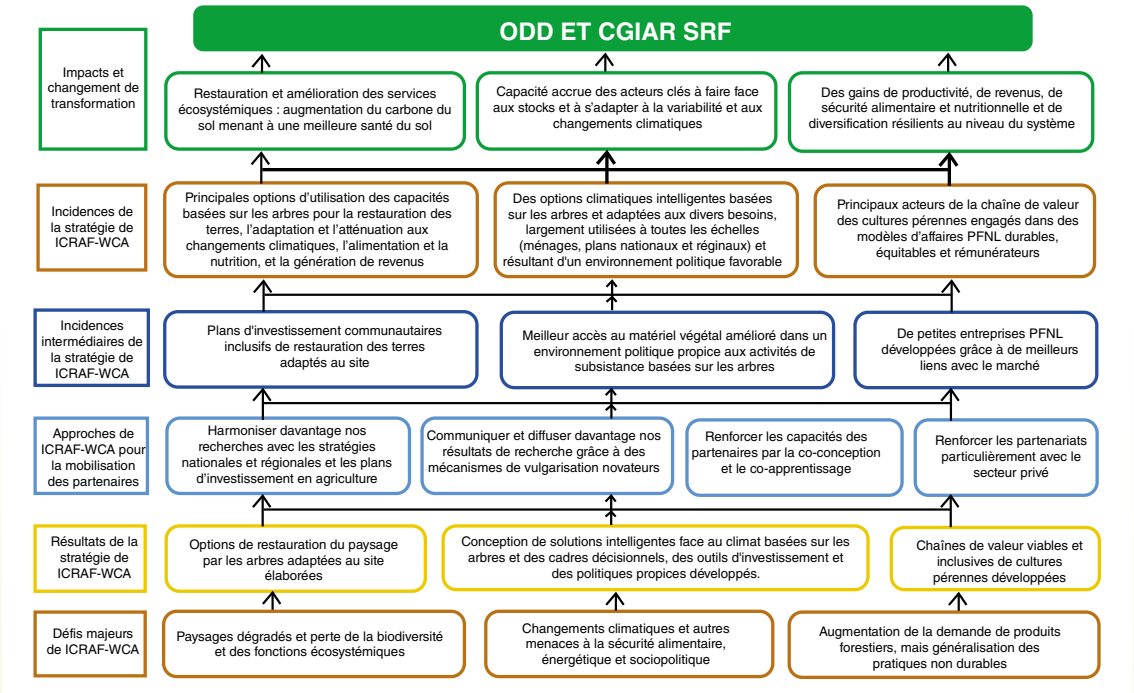 ODD ET CGIAR SRF
Impacts et
changement de
transformation
Restauration et amélioration des services
écosystémiques : augmentation du carbone du
sol menant à une meilleure santé du sol
Capacité accrue des acteurs clés à faire face
aux stocks et à s'adapter à la variabilité et aux
changements climatiques
Des gains de productivité, de revenus, de
sécurité alimentaire et nutritionnelle et de
diversification résilients au niveau du système
Incidences de
la stratégie de
ICRAF-WCA
Principales options d'utilisation des capacités
basées sur les arbres pour la restauration des
terres, l'adaptation et l'atténuation aux
changements climatiques, l'alimentation et la
nutrition, et la génération de revenus
Des options climatiques intelligentes basées
sur les arbres et adaptées aux divers besoins,
largement utilisées à toutes les échelles
(ménages, plans nationaux et réginaux) et
résultant d'un environnement politique favorable
Principaux acteurs de la chaîne de valeur
des cultures pérennes engagés dans des
modèles d'affaires PFNL durables,
équitables et rémunérateurs
Incidences
intermédiaires de
la stratégie de
ICRAF-WCA
Plans d'investissement communautaires
inclusifs de restauration des terres
adaptés au site
Meilleur accès au matériel végétal amélioré dans un
environnement politique propice aux activités de
subsistance basées sur les arbres
De petites entreprises PFNL
développées grâce à de meilleurs
liens avec le marché
Approches de
ICRAF-WCA pour
la mobilisation
des partenaires
Harmoniser davantage nos
recherches avec les stratégies
nationales et régionales et les plans
d'investissement en agriculture
Communiquer et diffuser davantage nos
résultats de recherche grâce à des
mécanismes de vulgarisation novateurs
Renforcer les capacités des
partenaires par la co-conception
et le co-apprentissage
Renforcer les partenariats
particulièrement avec le
secteur privé
Résultats de la
stratégie de
ICRAF-WCA
Options de restauration du paysage
par les arbres adaptées au site
élaborées
Conception de solutions intelligentes face au climat basées sur les
arbres et des cadres décisionnels, des outils d'investissement et
des politiques propices développés.
Chaînes de valeur viables et
inclusives de cultures
pérennes développées
Défis majeurs
de ICRAF-WCA
Paysages dégradés et perte de la biodiversité
et des fonctions écosystémiques
Changements climatiques et autres
menaces à la sécurité alimentaire,
énergétique et sociopolitique
Augmentation de la demande de produits
forestiers, mais généralisation des
pratiques non durables